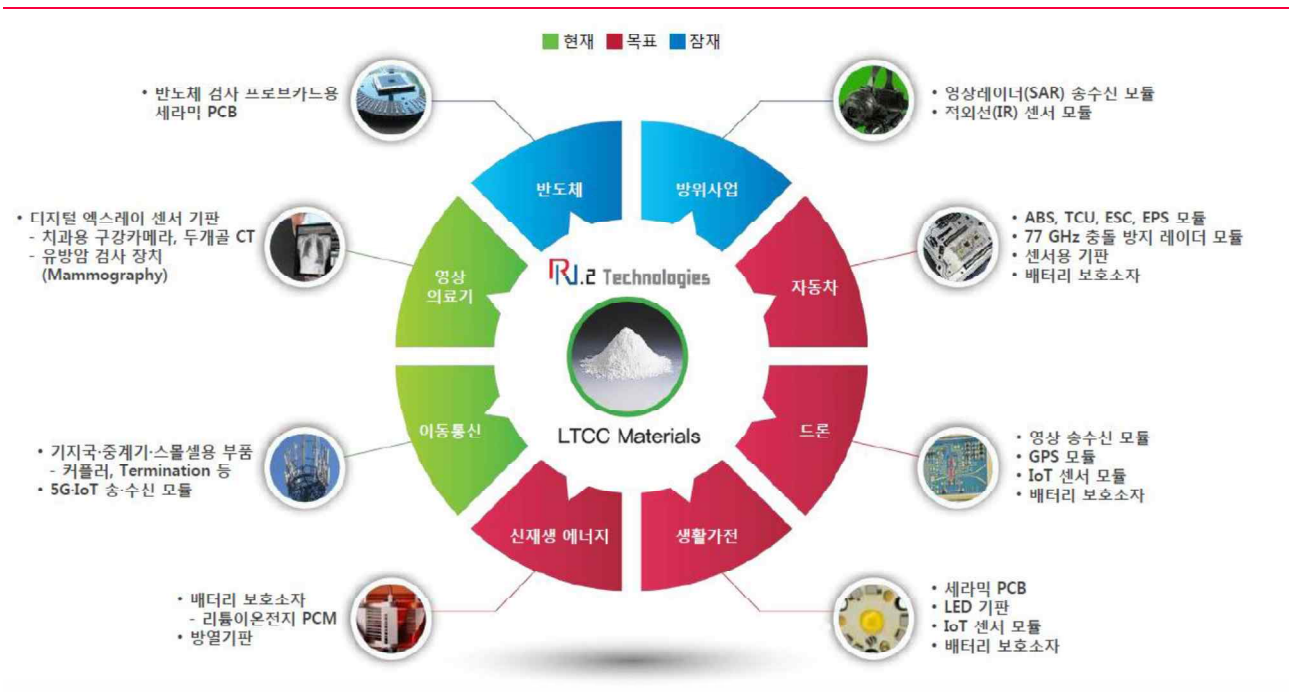 현재 목표 잠재
• 반도체 검사 프로브카드용
세라믹 PCB
• 영상레이더(SAR) 송수신 모듈
• 적외선(IR) 센서 모듈
반도체
방위사업
• 디지털 엑스레이 센서 기판
- 치과용 구강카메라, 두개골 CT
- 유방암 검사 장치
(Mammography)
• ABS, TCU, ESC, EPS 모듈
• 77 GHz 충돌 방지 레이더 모듈
• 센서용 기판
• 배터리 보호소자
영상
의료기
자동차
RN2 Technologies
LTCC Materials
이동통신
드론
• 기지국·중계기·스몰셀용 부품
- 커플러, Termination 등
• 5G·IoT 송·수신 모듈
• 영상 송수신 모듈
• GPS 모듈
• IoT 센서 모듈
• 배터리 보호소자
신재생 에너지
생활가전
• 배터리 보호소자
- 리튬이온전지 PCM
• 방열기판
• 세라믹 PCB
• LED 기판
• IoT 센서 모듈
• 배터리 보호소자